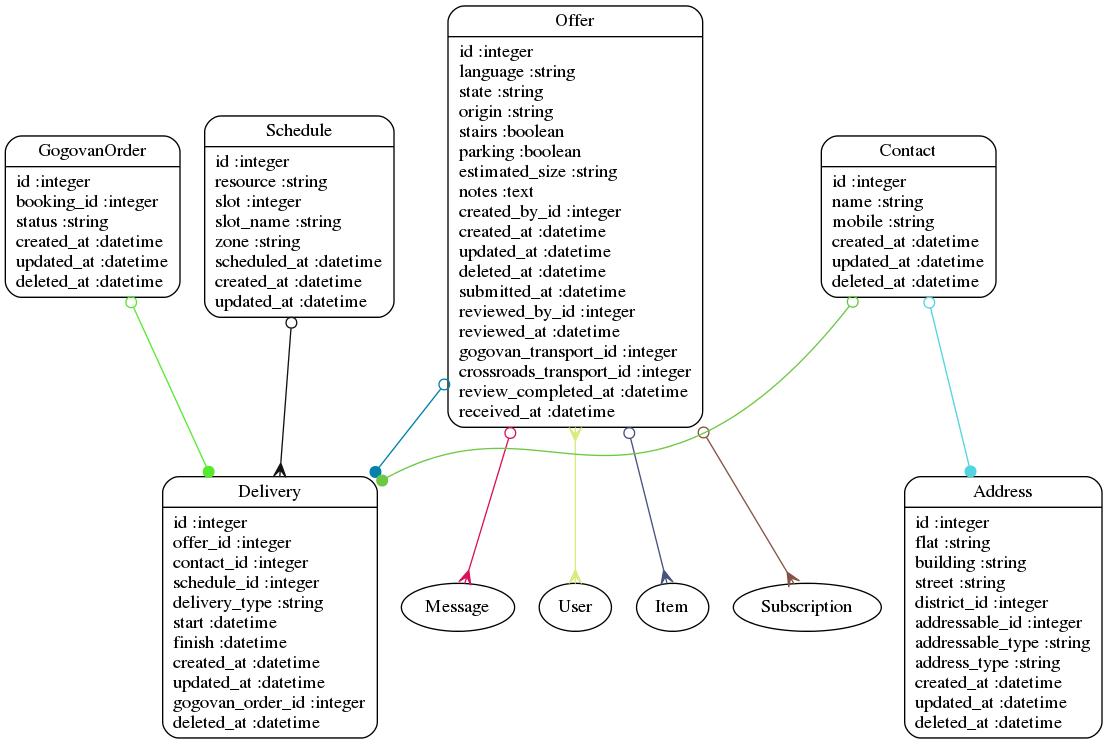 Offer
id :integer
language :string
state :string
origin :string
stairs :boolean
parking :boolean
estimated_size :string
notes :text
created_by_id :integer
created_at :datetime
updated_at :datetime
deleted_at :datetime
submitted_at :datetime
reviewed_by_id :integer
reviewed_at :datetime
gogovan_transport_id :integer
crossroads_transport_id :integer
review_completed_at :datetime
received_at :datetime
GogovanOrder
id :integer
booking_id :integer
status :string
created_at :datetime
updated_at :datetime
deleted_at :datetime
Schedule
id :integer
resource :string
slot :integer
slot_name :string
zone :string
scheduled_at :datetime
created_at :datetime
updated_at :datetime
Contact
id :integer
name :string
mobile :string
created_at :datetime
updated_at :datetime
deleted_at :datetime
Delivery
id :integer
offer_id :integer
contact_id :integer
schedule_id :integer
delivery_type :string
start :datetime
finish :datetime
created_at :datetime
updated_at :datetime
gogovan_order_id :integer
deleted_at :datetime
Message
User
Item
Subscription
Address
id :integer
flat :string
building :string
street :string
district_id :integer
addressable_id :integer
addressable_type :string
address_type :string
created_at :datetime
updated_at :datetime
deleted_at :datetime